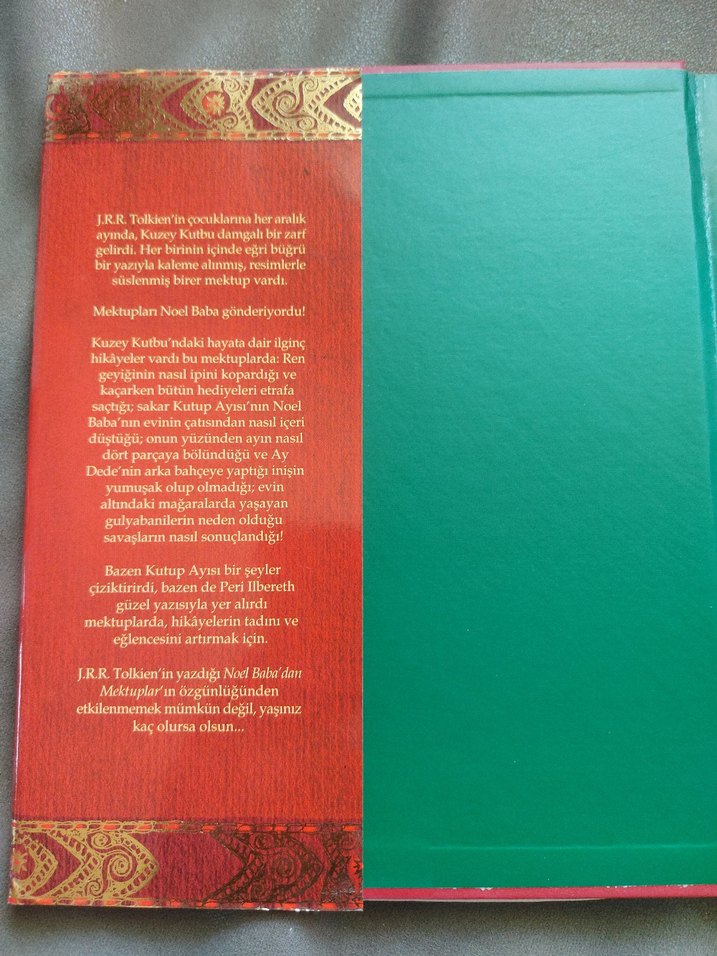 J.R.R. Tolkien'in çocuklarına her aralık
ayında, Kuzey Kutbu damgalı bir zarf
gelirdi. Her birinin içinde eğri büğrü
bir yazıyla kaleme alınmış, resimlerle
süslenmiş birer mektup vardı.
Mektupları Noel Baba gönderiyordu!
Kuzey Kutbu'ndaki hayata dair ilginç
hikâyeler vardı bu mektuplarda: Ren
geyiğinin nasıl ipini kopardığı ve
kaçarken bütün hediyeleri etrafa
saçtığı; sakar Kutup Ayısı'nın Noel
Baba'nın evinin çatısından nasıl içeri
düştüğü; onun yüzünden ayın nasıl
dört parçaya bölündüğü ve Ay
Dede'nin arka bahçeye yaptığı inişin
yumuşak olup olmadığı; evin
altındaki mağaralarda yaşayan
gulyabanilerin neden olduğu
savaşların nasıl sonuçlandığı!
Bazen Kutup Ayısı bir şeyler
çiziktirirdi, bazen de Peri Ilbereth
güzel yazısıyla yer alırdı
mektuplarda, hikâyelerin tadını ve
eğlencesini artırmak için.
J.R.R. Tolkien'in yazdığı Noel Baba'dan
Mektuplar'ın özgünlüğünden
etkilenmemek mümkün değil, yaşınız
kaç olursa olsun...